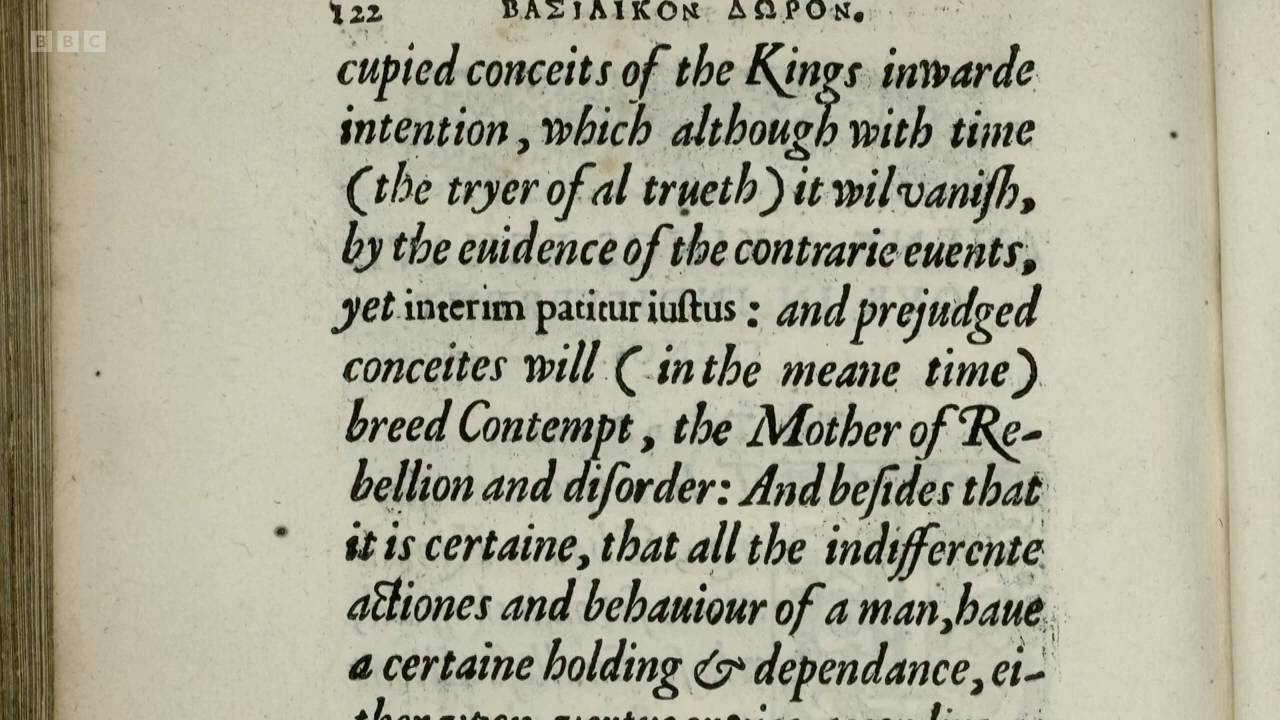 BBC
122 ΒΑΣΙΛΙΚΟΝ ΔΩΡΟΝ.
cupied conceits of the Kings inwarde
intention, which although with time
(the tryer of al trueth) it wil vaniſh,
by the euidence of the contrarie euents,
yet interim patitur iuſtus : and prejudged
conceites will ( in the meane time)
breed Contempt, the Mother of Re-
bellion and diſorder: And beſides that
it is certaine, that all the indifferente
actiones and behauiour of a man, haue
a certaine holding & dependance, ei-